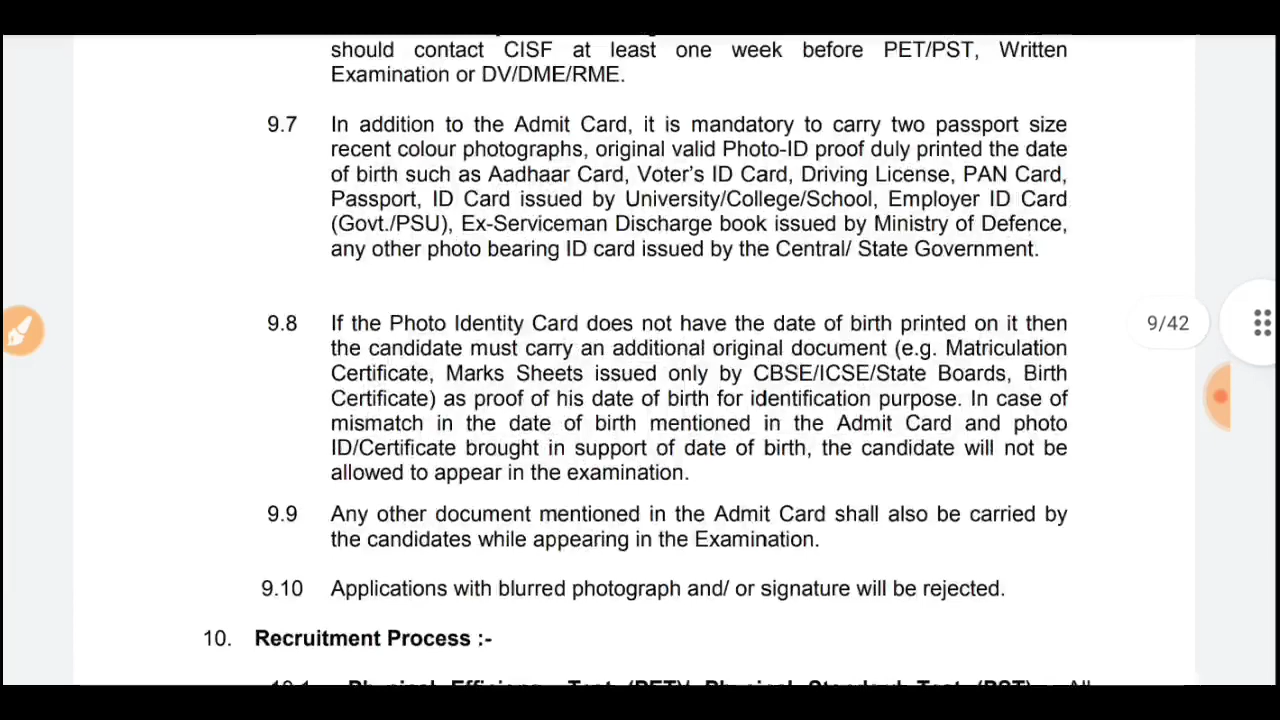 should contact CISF at least one week before PET/PST, Written
Examination or DV/DME/RME.
9.7 In addition to the Admit Card, it is mandatory to carry two passport size
recent colour photographs, original valid Photo-ID proof duly printed the date
of birth such as Aadhaar Card, Voter's ID Card, Driving License, PAN Card,
Passport, ID Card issued by University/College/School, Employer ID Card
(Govt./PSU), Ex-Serviceman Discharge book issued by Ministry of Defence,
any other photo bearing ID card issued by the Central/ State Government.
9.8 If the Photo Identity Card does not have the date of birth printed on it then
the candidate must carry an additional original document (e.g. Matriculation
Certificate, Marks Sheets issued only by CBSE/ICSE/State Boards, Birth
Certificate) as proof of his date of birth for identification purpose. In case of
mismatch in the date of birth mentioned in the Admit Card and photo
ID/Certificate brought in support of date of birth, the candidate will not be
allowed to appear in the examination.
9/42
9.9 Any other document mentioned in the Admit Card shall also be carried by
the candidates while appearing in the Examination.
9.10 Applications with blurred photograph and/ or signature will be rejected.
10. Recruitment Process :-
10.1 Physical Efficiency Test (PET)/ Physical Standard Test (PST) : All